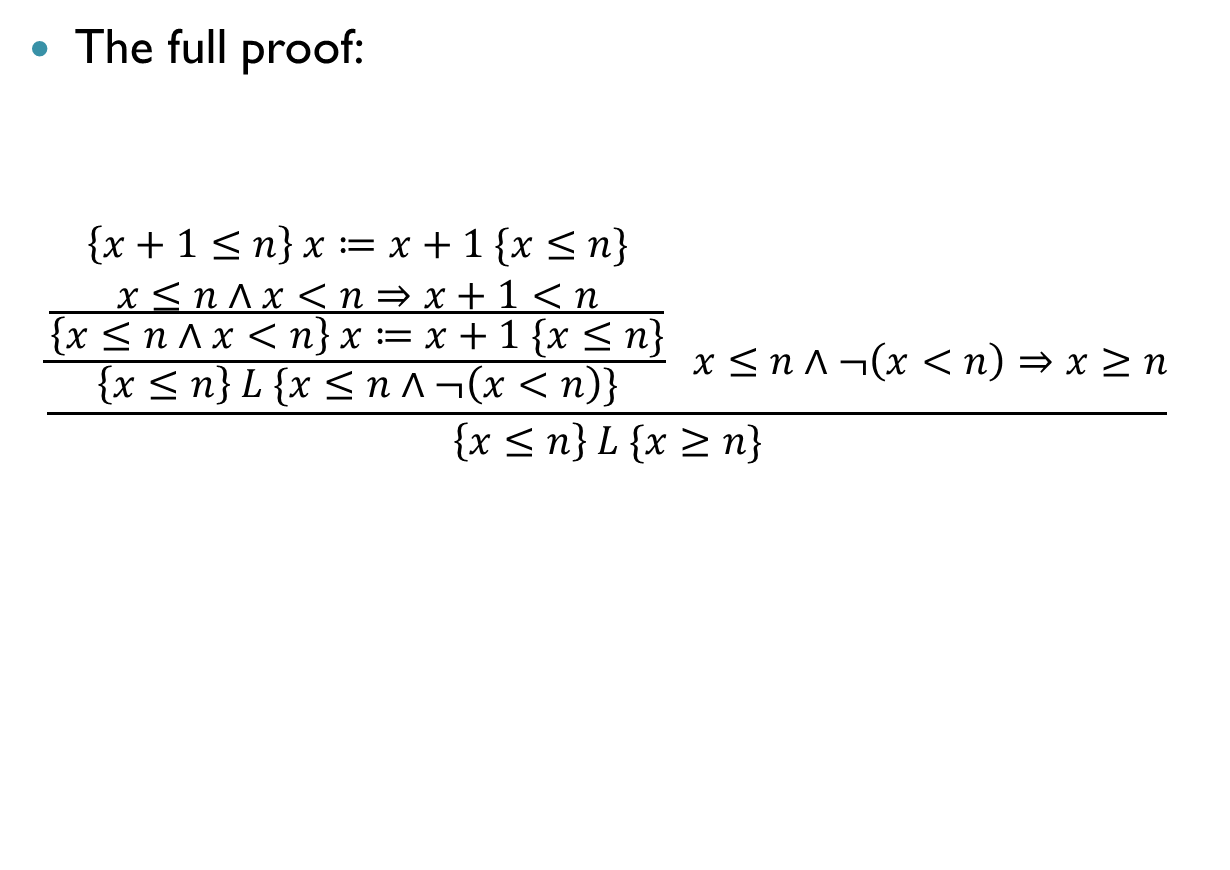 • The full proof:
{x + 1 ≤ n} x ≔ x + 1 {x ≤ n}
x ≤ n ∧ x < n ⇒ x + 1 < n
{x ≤ n ∧ x < n} x ≔ x + 1 {x ≤ n}
{x ≤ n} L {x ≤ n ∧ ¬(x < n)}
x ≤ n ∧ ¬(x < n) ⇒ x ≥ n
{x ≤ n} L {x ≥ n}